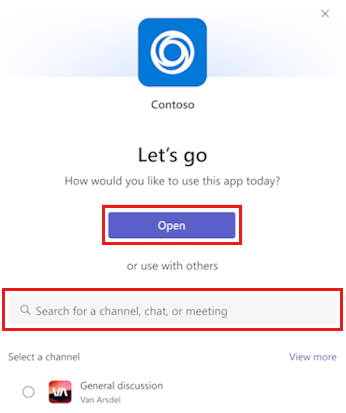 Contoso
Let's go
How would you like to use this app today?
Open
or use with others
Search for a channel, chat, or meeting
Select a channel View more
VA
General discussion
Van Arsdel